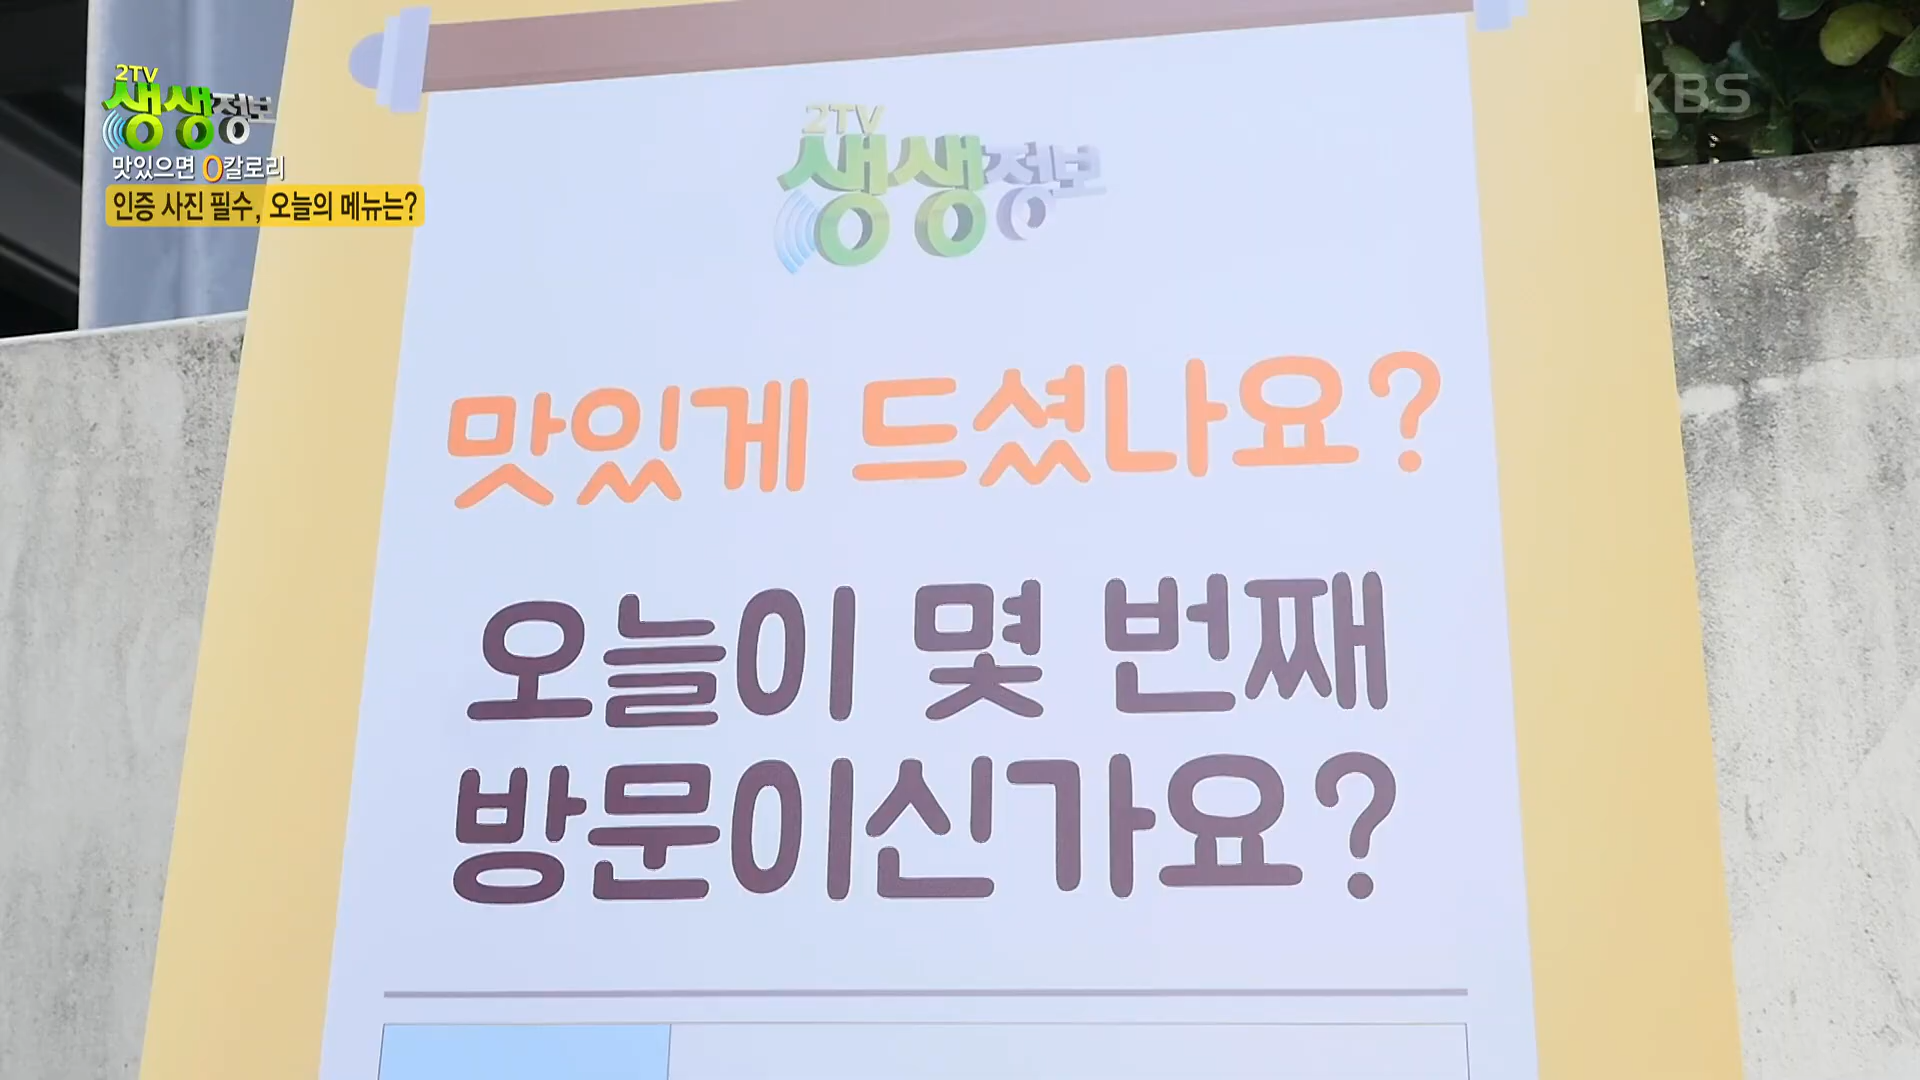 2TV
생생정보
맛있으면 0칼로리
인증 사진 필수, 오늘의 메뉴는?
KBS
2TV
생생정보
맛있게 드셨나요?
오늘이 몇 번째
방문이신가요?